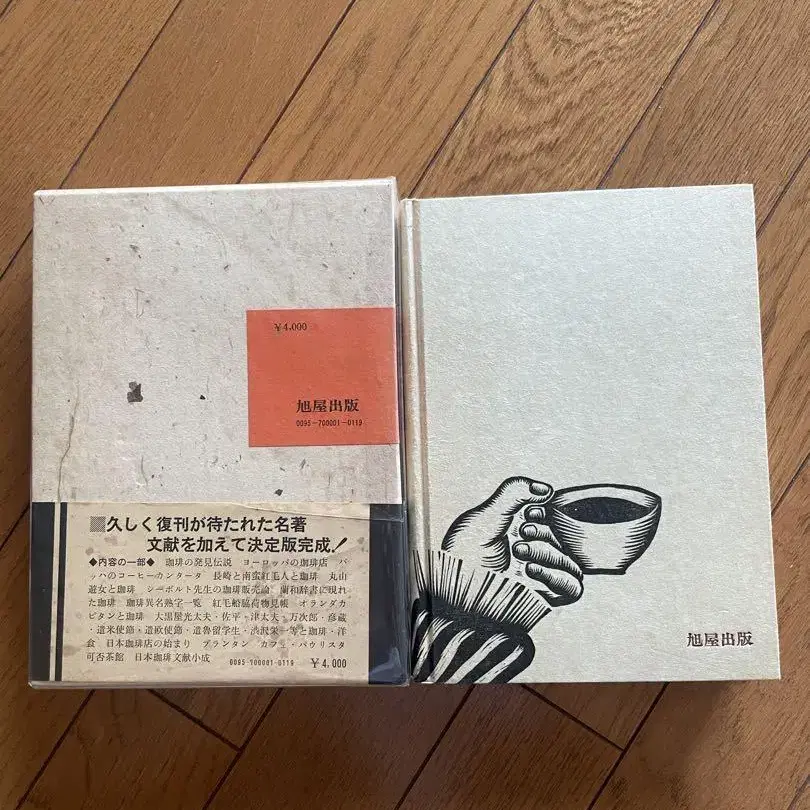 ¥4,000
旭屋出版
0095-700001-0119
▨久しく復刊が待たれた名著
文献を加えて決定版完成!
◆内容の一部◆ 珈琲の発見伝説 ヨーロッパの珈琲店 バ
ッハのコーヒーカンタータ 長崎と南蛮紅毛人と珈琲 丸山
遊女と珈琲 シーボルト先生の珈琲販売論 蘭和辞書に現れ
た珈琲 珈琲異名熟字一覧 紅毛船脇荷物見帳 オランダカ
ピタンと珈琲 大黒屋光太夫・佐平・津太夫・万次郎・彦蔵
・遣米使節・遣欧使節・遣魯留学生・渋沢栄一等と珈琲・洋
食 日本珈琲店の始まり プランタン カフェ・パウリスタ
可否茶館 日本珈琲文献小成 0095-700001-0119 ¥4,000
旭屋出版